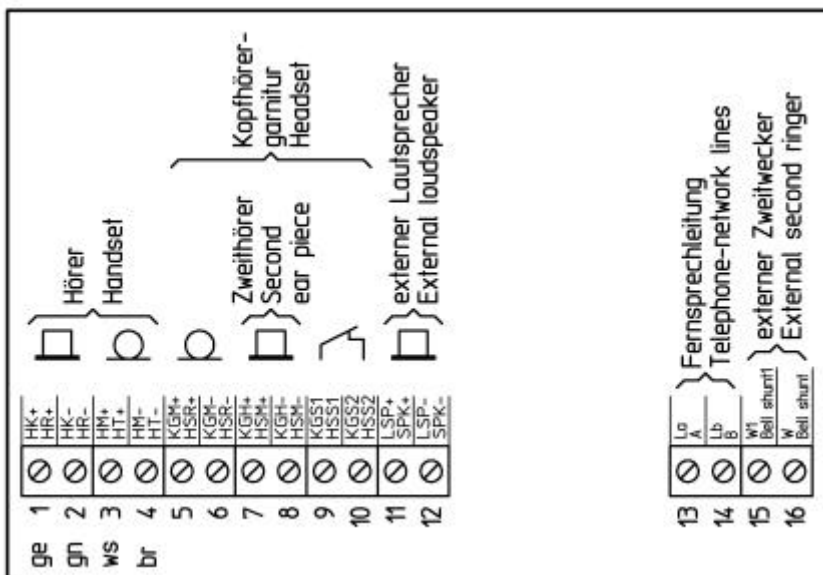 Hörer
Handset
Kopfhörer-
garnitur
Headset
Zweithörer
Second
ear piece
externer Lautsprecher
External loudspeaker
Fernsprechleitung
Telephone-network lines
externer Zweitwecker
External second ringer
HK+
HR+
HK-
HR-
HM+
HT+
HM-
HT-
KGM+
HSR+
KGM-
HSR-
KGH+
HSM+
KGH-
HSM-
KGS1
HSS1
KGS2
HSS2
LSP+
SPK+
LSP-
SPK-
La
A
Lb
B
W1
Bell shunt1
W
Bell shunt
1 2 3 4 5 6 7 8 9 10 11 12 13 14 15 16
ge gn ws br